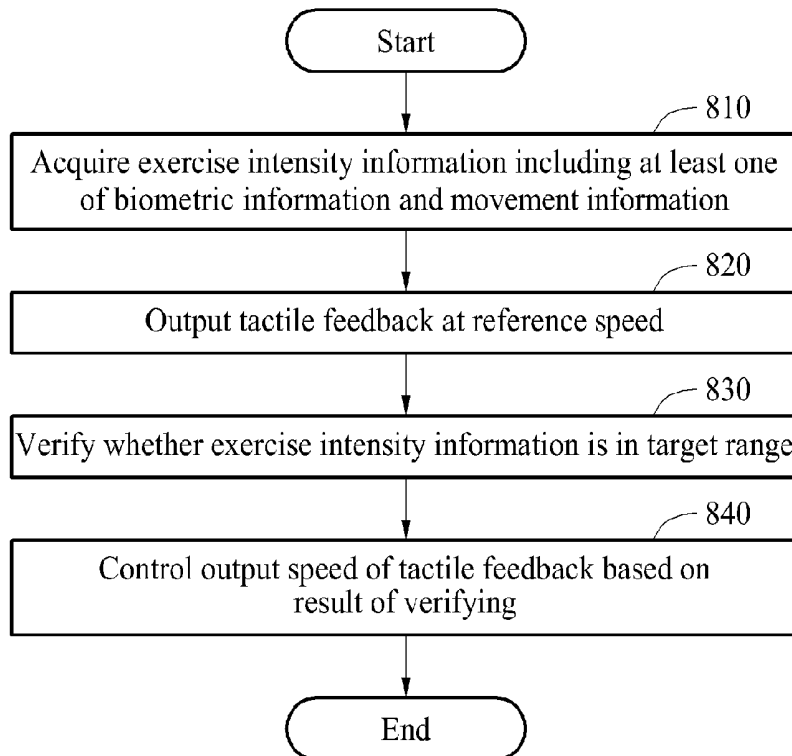 Start
810
Acquire exercise intensity information including at least one
of biometric information and movement information
820
Output tactile feedback at reference speed
830
Verify whether exercise intensity information is in target range
840
Control output speed of tactile feedback based on
result of verifying
End